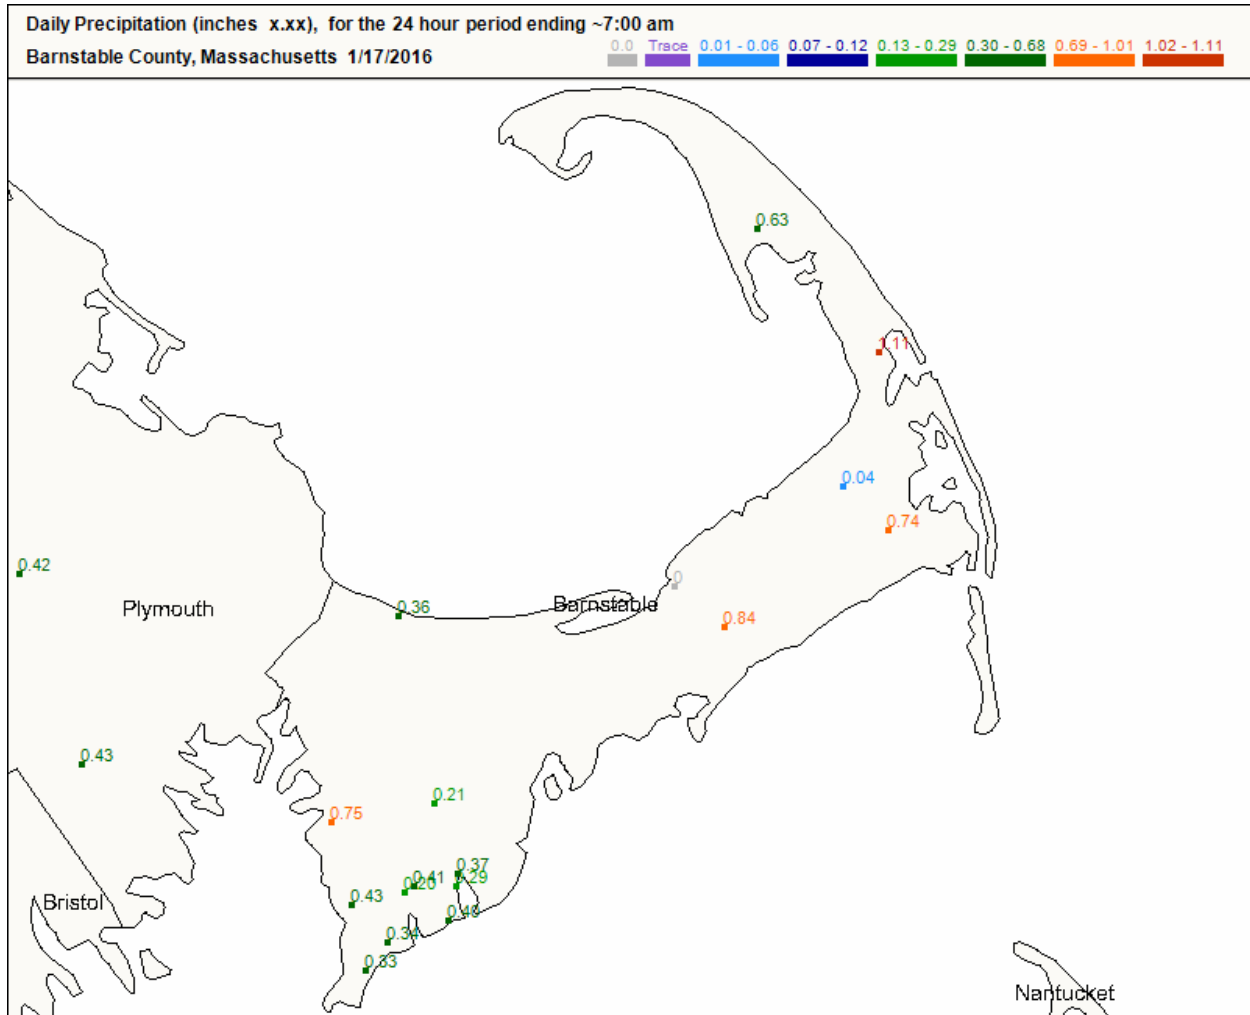 Daily Precipitation (inches x.xx), for the 24 hour period ending ~7:00 am
Barnstable County, Massachusetts 1/17/2016
0.0 Trace 0.01 - 0.06 0.07 - 0.12 0.13 - 0.29 0.30 - 0.68 0.69 - 1.01 1.02 - 1.11
0.63
1.11
0.04
0.74
0.42
0
Plymouth
0.36
Barnstable
0.84
0.43
0.21
0.75
0.37
0.41
0.20
0.29
0.43
Bristol
0.40
0.34
0.33
Nantucket